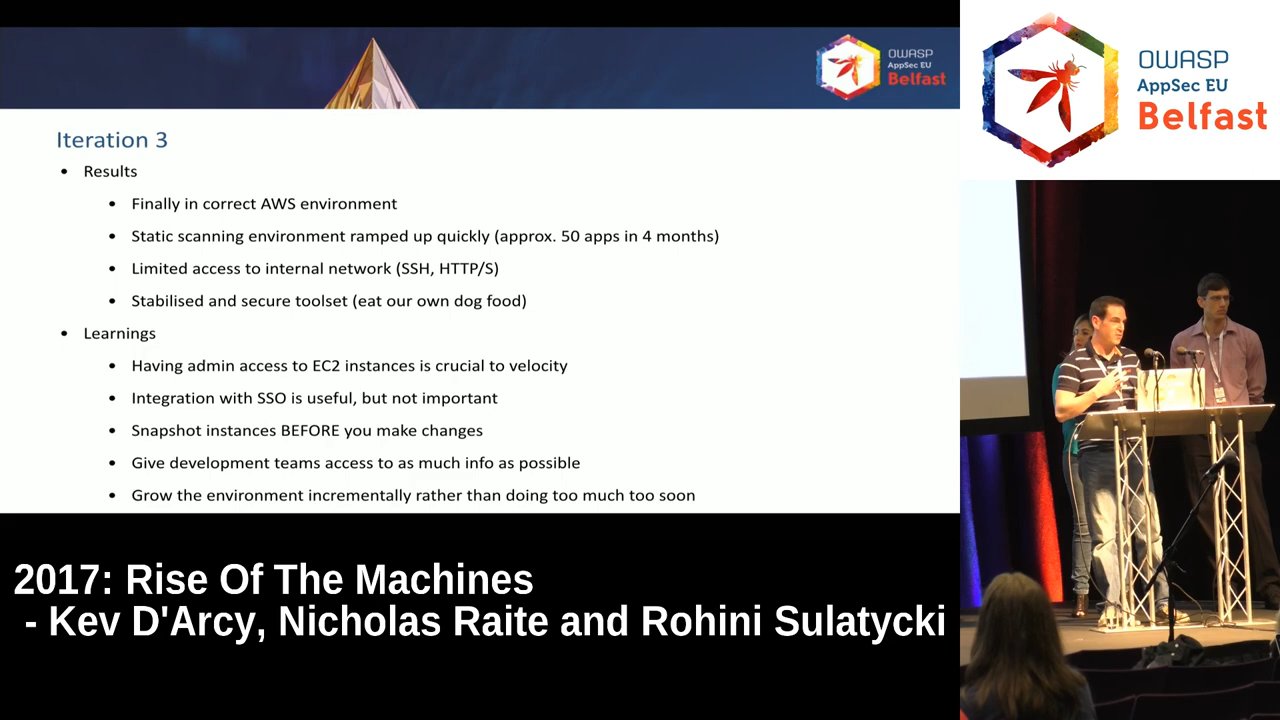 OWASP
AppSec EU
Belfast
Iteration 3
• Results
• Finally in correct AWS environment
• Static scanning environment ramped up quickly (approx. 50 apps in 4 months)
• Limited access to internal network (SSH, HTTP/S)
• Stabilised and secure toolset (eat our own dog food)
• Learnings
• Having admin access to EC2 instances is crucial to velocity
• Integration with SSO is useful, but not important
• Snapshot instances BEFORE you make changes
• Give development teams access to as much info as possible
• Grow the environment incrementally rather than doing too much too soon
2017: Rise Of The Machines
- Kev D'Arcy, Nicholas Raite and Rohini Sulatycki
OWASP
AppSec EU
Belfast